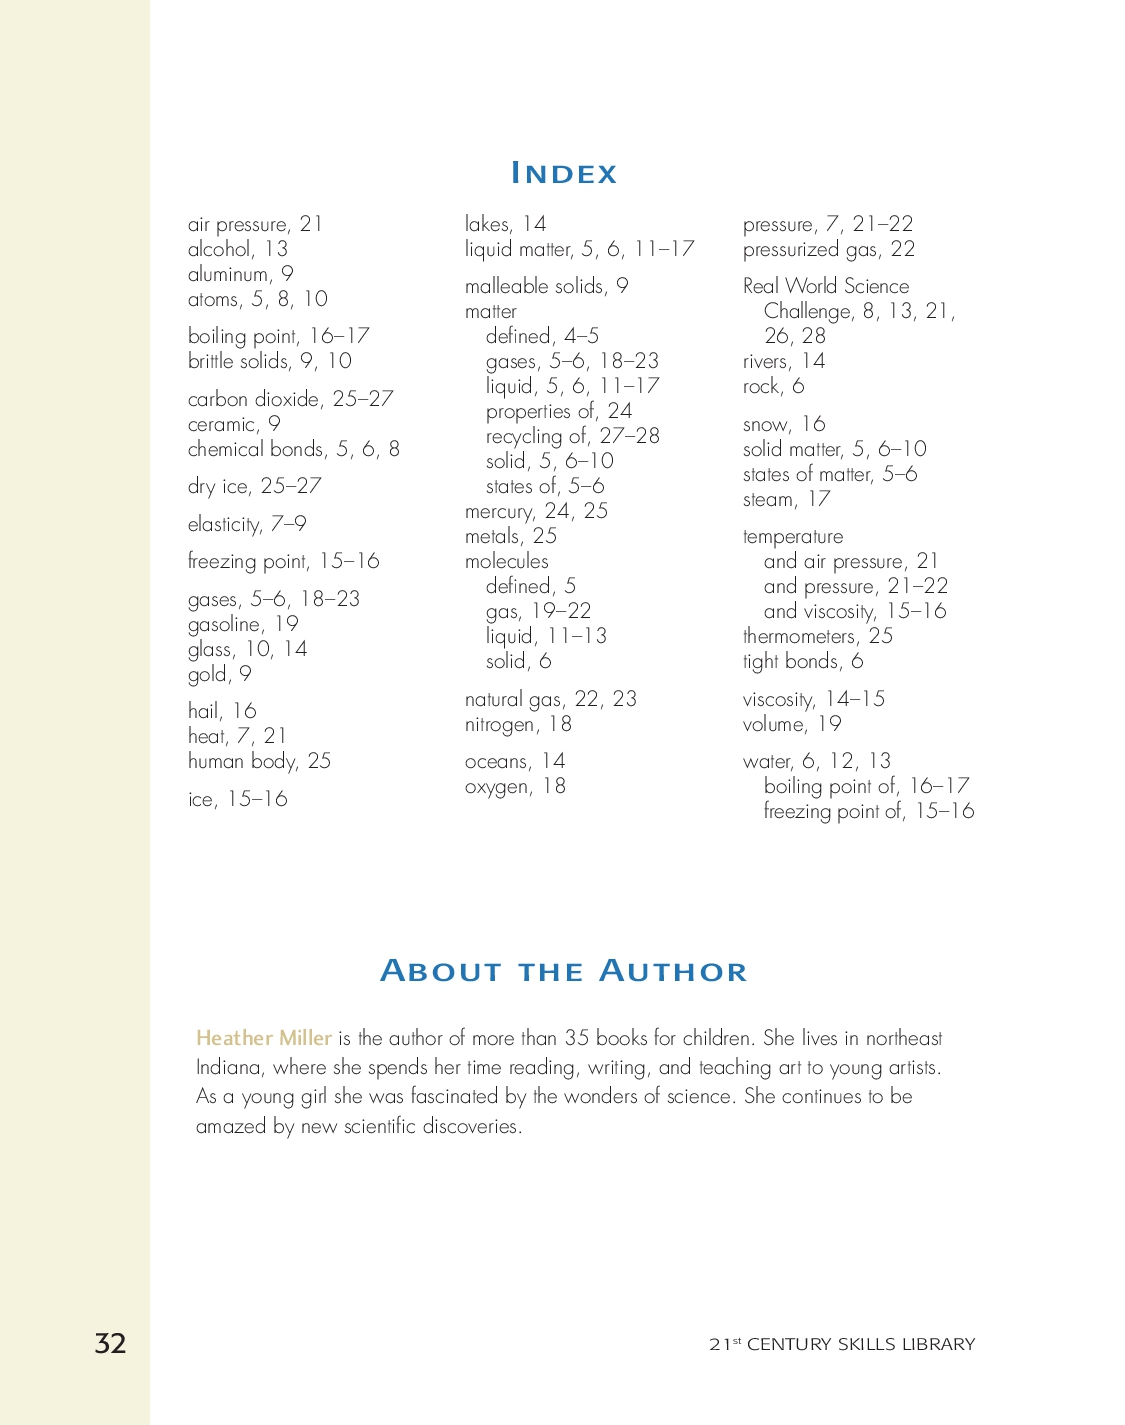 INDEX
air pressure, 21
alcohol, 13
aluminum, 9
atoms, 5, 8, 10
boiling point, 16–17
brittle solids, 9, 10
carbon dioxide, 25–27
ceramic, 9
chemical bonds, 5, 6, 8
dry ice, 25–27
elasticity, 7–9
freezing point, 15–16
gases, 5–6, 18–23
gasoline, 19
glass, 10, 14
gold, 9
hail, 16
heat, 7, 21
human body, 25
ice, 15–16
lakes, 14
liquid matter, 5, 6, 11–17
malleable solids, 9
matter
defined, 4–5
gases, 5–6, 18–23
liquid, 5, 6, 11–17
properties of, 24
recycling of, 27–28
solid, 5, 6–10
states of, 5–6
mercury, 24, 25
metals, 25
molecules
defined, 5
gas, 19–22
liquid, 11–13
solid, 6
natural gas, 22, 23
nitrogen, 18
oceans, 14
oxygen, 18
pressure, 7, 21–22
pressurized gas, 22
Real World Science
Challenge, 8, 13, 21,
26, 28
rivers, 14
rock, 6
snow, 16
solid matter, 5, 6–10
states of matter, 5–6
steam, 17
temperature
and air pressure, 21
and pressure, 21–22
and viscosity, 15–16
thermometers, 25
tight bonds, 6
viscosity, 14–15
volume, 19
water, 6, 12, 13
boiling point of, 16–17
freezing point of, 15–16
ABOUT THE AUTHOR
Heather Miller is the author of more than 35 books for children. She lives in northeast
Indiana, where she spends her time reading, writing, and teaching art to young artists.
As a young girl she was fascinated by the wonders of science. She continues to be
amazed by new scientific discoveries.
32
21st CENTURY SKILLS LIBRARY